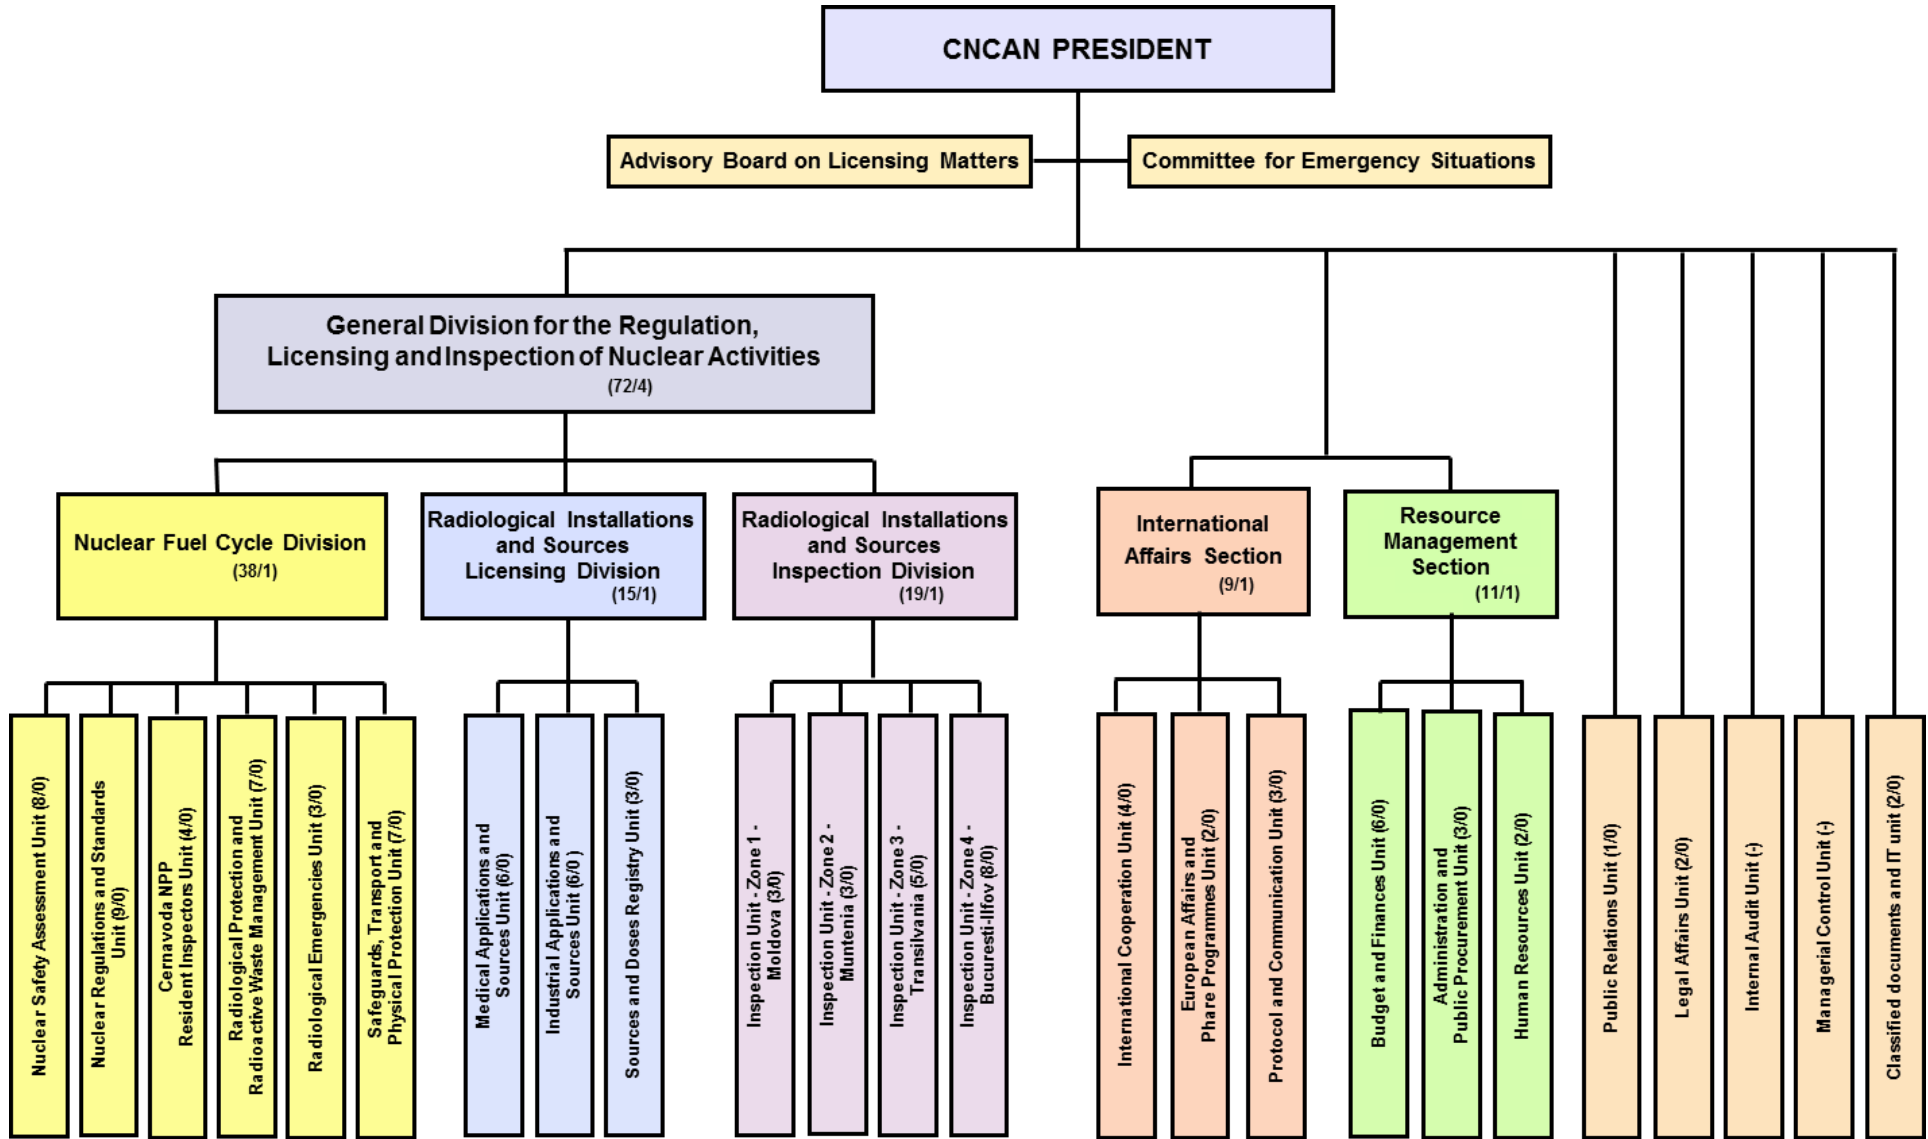 CNCAN PRESIDENT
Advisory Board on Licensing Matters
Committee for Emergency Situations
General Division for the Regulation,
Licensing and Inspection of Nuclear Activities
(72/4)
Nuclear Fuel Cycle Division
(38/1)
Radiological Installations
and Sources
Licensing Division
(15/1)
Radiological Installations
and Sources
Inspection Division
(19/1)
International
Affairs Section
(9/1)
Resource
Management
Section
(11/1)
Nuclear Safety Assessment Unit (8/0)
Nuclear Regulations and Standards
Unit (9/0)
Cernavoda NPP
Resident Inspectors Unit (4/0)
Radiological Protection and
Radioactive Waste Management Unit (7/0)
Radiological Emergencies Unit (3/0)
Safeguards, Transport and
Physical Protection Unit (7/0)
Medical Applications and
Sources Unit (6/0)
Industrial Applications and
Sources Unit (6/0 )
Sources and Doses Registry Unit (3/0)
Inspection Unit - Zone 1 -
Moldova (3/0)
Inspection Unit - Zone 2 -
Muntenia (3/0)
Inspection Unit - Zone 3 -
Transilvania (5/0)
Inspection Unit - Zone 4 -
Bucuresti-Ilfov (8/0)
International Cooperation Unit (4/0)
European Affairs and
Phare Programmes Unit (2/0)
Protocol and Communication Unit (3/0)
Budget and Finances Unit (6/0)
Administration and
Public Procurement Unit (3/0)
Human Resources Unit (2/0)
Public Relations Unit (1/0)
Legal Affairs Unit (2/0)
Internal Audit Unit (-)
Managerial Control Unit (-)
Classified documents and IT unit (2/0)